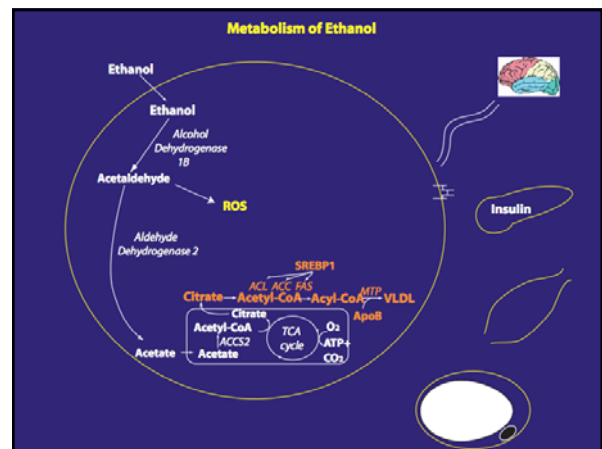 Metabolism of Ethanol
Ethanol
Ethanol
Alcohol
Dehydrogenase
1B
Acetaldehyde
ROS
Aldehyde
Dehydrogenase 2
Insulin
SREBP1
ACL ACC FAS
MTP
Citrate Acetyl-CoA Acyl-CoA VLDL
ApoB
Citrate
Acetyl-CoA
ACCS2
Acetate
Acetate
TCA
cycle
O2
ATP+
CO2